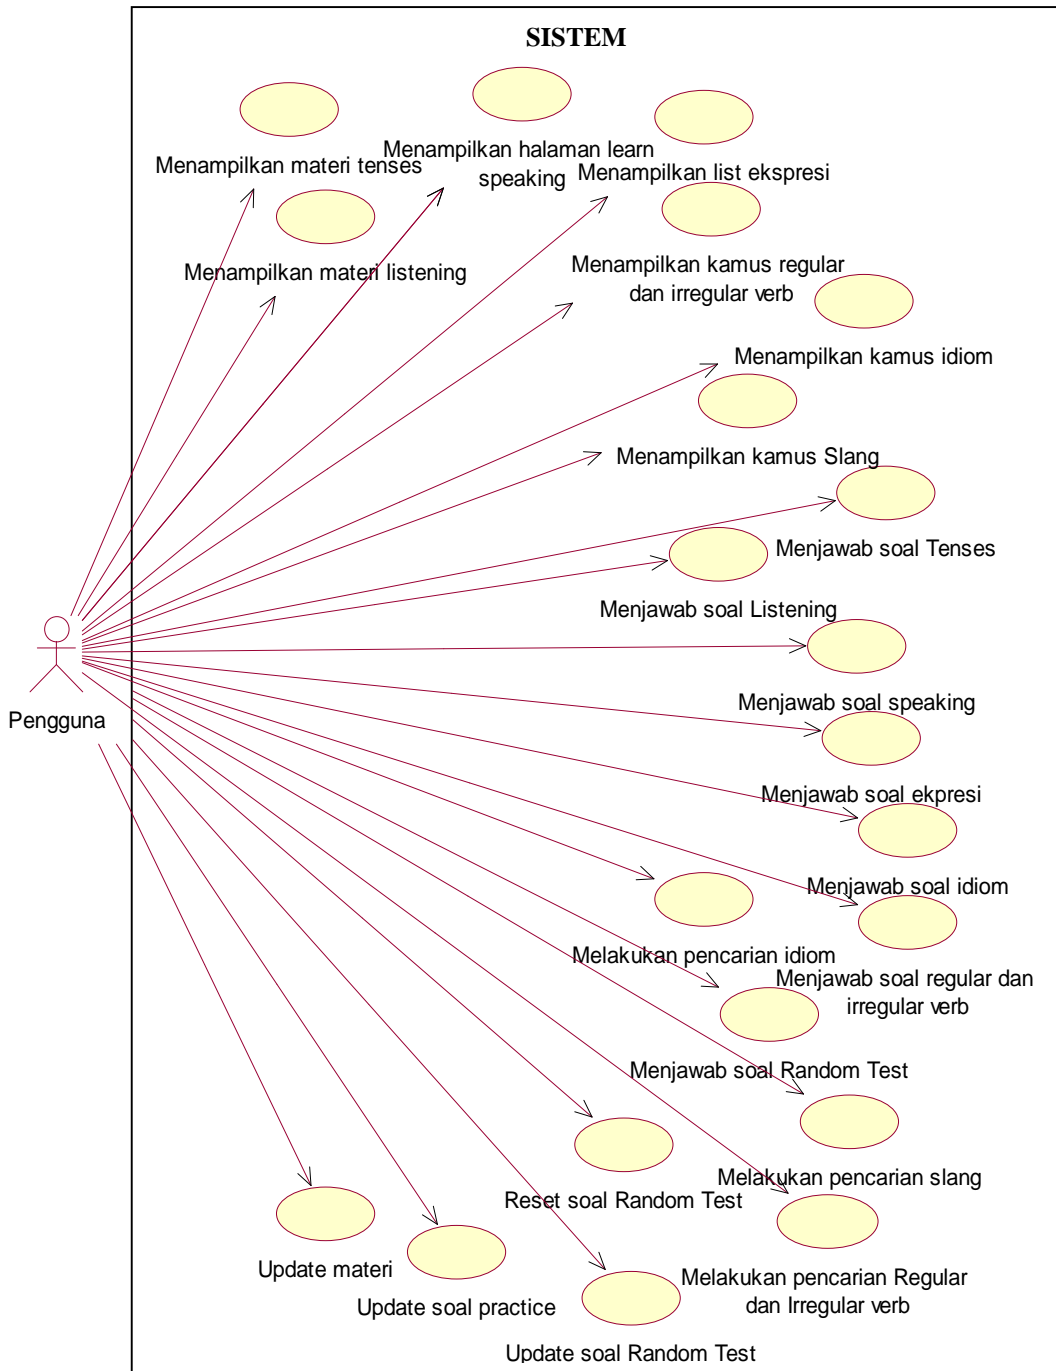 SISTEM
Menampilkan materi tenses
Menampilkan halaman learn
speaking
Menampilkan list ekspresi
Menampilkan materi listening
Menampilkan kamus regular
dan irregular verb
Menampilkan kamus idiom
Menampilkan kamus Slang
Menjawab soal Tenses
Menjawab soal Listening
Menjawab soal speaking
Pengguna
Menjawab soal ekpresi
Menjawab soal idiom
Melakukan pencarian idiom
Menjawab soal regular dan
irregular verb
Menjawab soal Random Test
Melakukan pencarian slang
Reset soal Random Test
Update materi
Melakukan pencarian Regular
dan Irregular verb
Update soal practice
Update soal Random Test